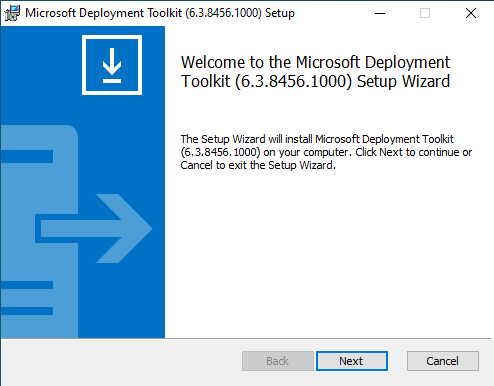 Microsoft Deployment Toolkit (6.3.8456.1000) Setup
Welcome to the Microsoft Deployment
Toolkit (6.3.8456.1000) Setup Wizard
The Setup Wizard will install Microsoft Deployment Toolkit
(6.3.8456.1000) on your computer. Click Next to continue or
Cancel to exit the Setup Wizard.
Back
Next
Cancel